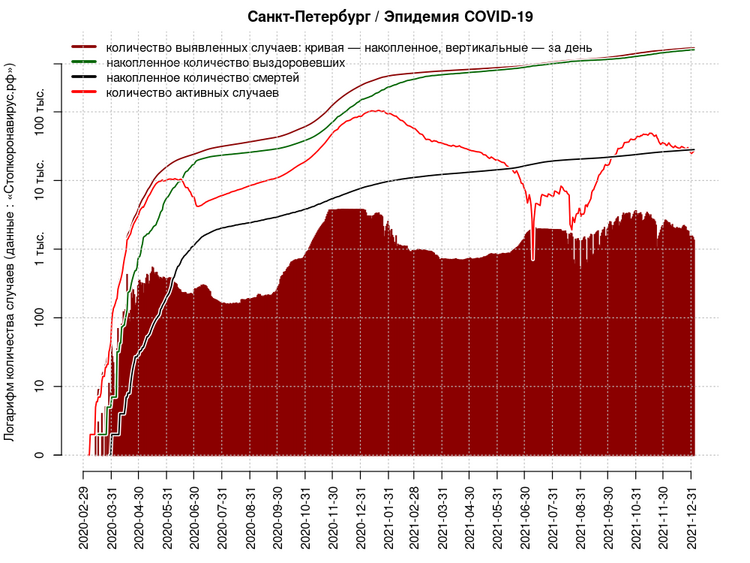 Санкт-Петербург / Эпидемия COVID-19
количество выявленных случаев: кривая — накопленное, вертикальные — за день
накопленное количество выздоровевших
накопленное количество смертей
количество активных случаев
Логарифм количества случаев (данные : «Стопкоронавирус.рф»)
100 тыс.
10 тыс.
1 тыс.
100
10
0
2020-02-29
2020-03-31
2020-04-30
2020-05-31
2020-06-30
2020-07-31
2020-08-31
2020-09-30
2020-10-31
2020-11-30
2020-12-31
2021-01-31
2021-02-28
2021-03-31
2021-04-30
2021-05-31
2021-06-30
2021-07-31
2021-08-31
2021-09-30
2021-10-31
2021-11-30
2021-12-31